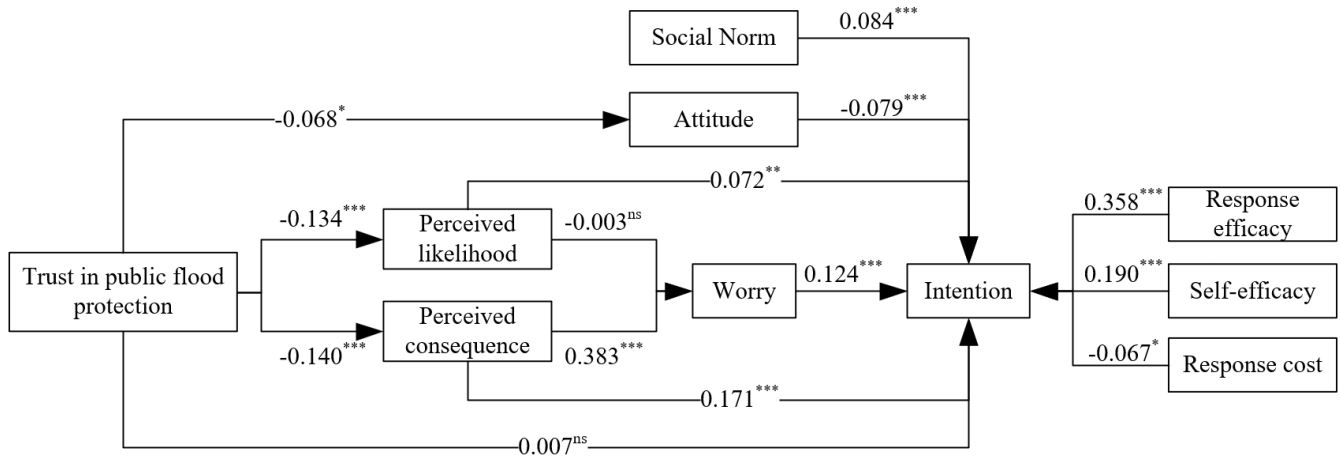 Social Norm
0.084***
Attitude
-0.068*
-0.079***
0.072**
Perceived
likelihood
-0.134***
-0.003ns
Trust in public flood
protection
Worry
0.124***
Intention
Perceived
consequence
-0.140***
0.383***
0.171***
0.007ns
0.358***
Response
efficacy
0.190***
Self-efficacy
-0.067*
Response cost